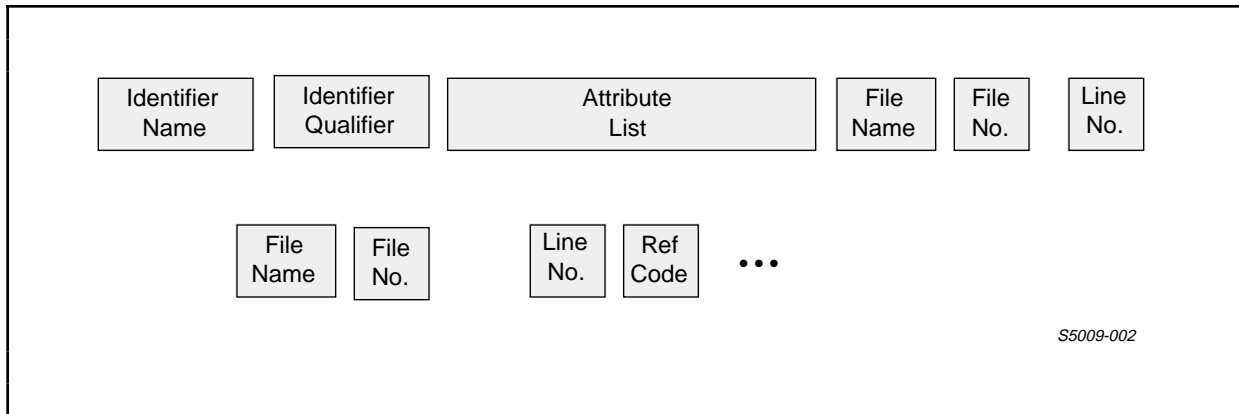 Identifier Name
Identifier Qualifier
Attribute List
File Name
File No.
Line No.
File Name
File No.
Line No.
Ref Code
•••
S5009-002